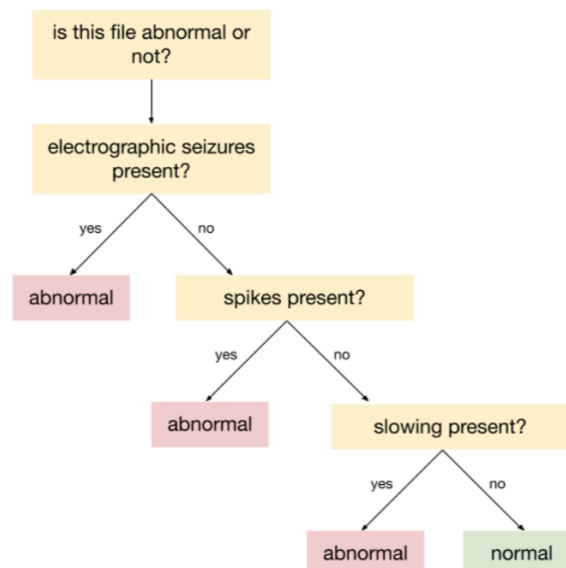 is this file abnormal or
not?
electrographic seizures
present?
yes
no
abnormal
spikes present?
yes
no
abnormal
slowing present?
yes
no
abnormal
normal